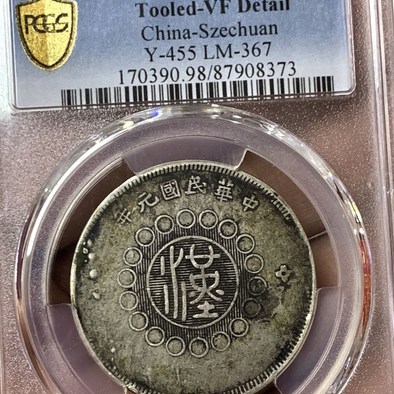 PCGS
Tooled-VF Detail
China-Szechuan
Y-455 LM-367
170390.98/87908373
年元國民華中
漢